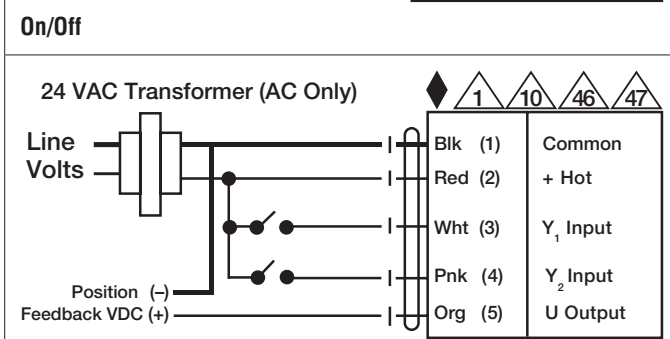 On/Off
24 VAC Transformer (AC Only)
1 10 46 47
Line
Volts
Blk (1) Common
Red (2) + Hot
Wht (3) Y1 Input
Pnk (4) Y2 Input
Position (–)
Feedback VDC (+)
Org (5) U Output